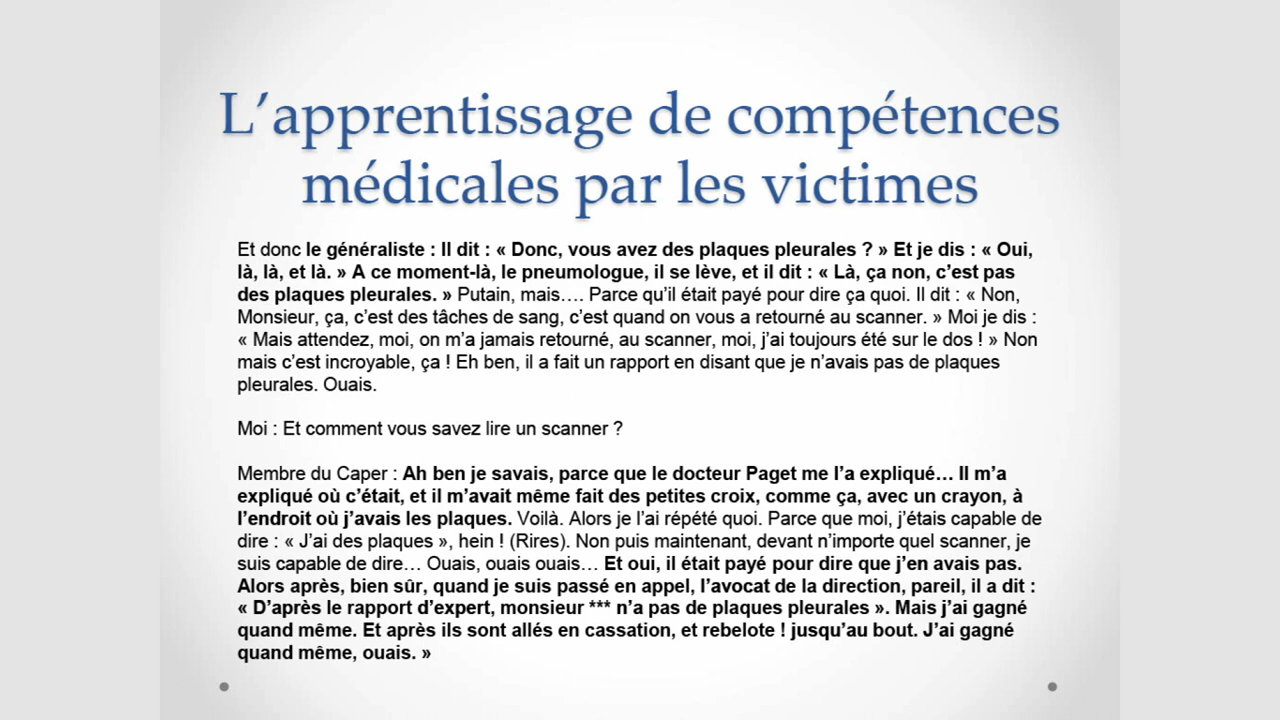 L’apprentissage de compétences
médicales par les victimes
Et donc le généraliste : Il dit : « Donc, vous avez des plaques pleurales ? » Et je dis : « Oui,
là, là, et là. » A ce moment-là, le pneumologue, il se lève, et il dit : « Là, ça non, c’est pas
des plaques pleurales. » Putain, mais…. Parce qu’il était payé pour dire ça quoi. Il dit : « Non,
Monsieur, ça, c’est des tâches de sang, c’est quand on vous a retourné au scanner. » Moi je dis :
« Mais attendez, moi, on m’a jamais retourné, au scanner, moi, j’ai toujours été sur le dos ! » Non
mais c’est incroyable, ça ! Eh ben, il a fait un rapport en disant que je n’avais pas de plaques
pleurales. Ouais.
Moi : Et comment vous savez lire un scanner ?
Membre du Caper : Ah ben je savais, parce que le docteur Paget me l’a expliqué… Il m’a
expliqué où c’était, et il m’avait même fait des petites croix, comme ça, avec un crayon, à
l’endroit où j’avais les plaques. Voilà. Alors je l’ai répété quoi. Parce que moi, j’étais capable de
dire : « J’ai des plaques », hein ! (Rires). Non puis maintenant, devant n’importe quel scanner, je
suis capable de dire… Ouais, ouais ouais… Et oui, il était payé pour dire que j’en avais pas.
Alors après, bien sûr, quand je suis passé en appel, l’avocat de la direction, pareil, il a dit :
« D’après le rapport d’expert, monsieur *** n’a pas de plaques pleurales ». Mais j’ai gagné
quand même. Et après ils sont allés en cassation, et rebelote ! jusqu’au bout. J’ai gagné
quand même, ouais. »